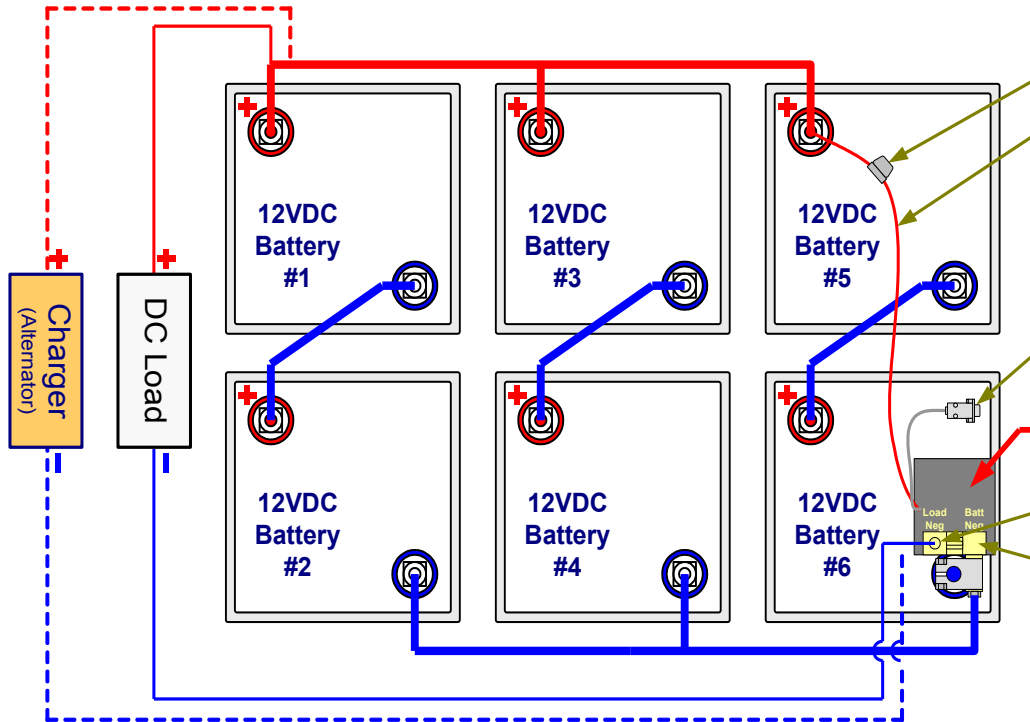 +
12VDC
Battery
#1
+
12VDC
Battery
#3
+
12VDC
Battery
#5
+
Charger
(Alternator)
-
+
DC Load
-
+
12VDC
Battery
#2
+
12VDC
Battery
#4
+
12VDC
Battery
#6
Load
Neg
Batt
Neg